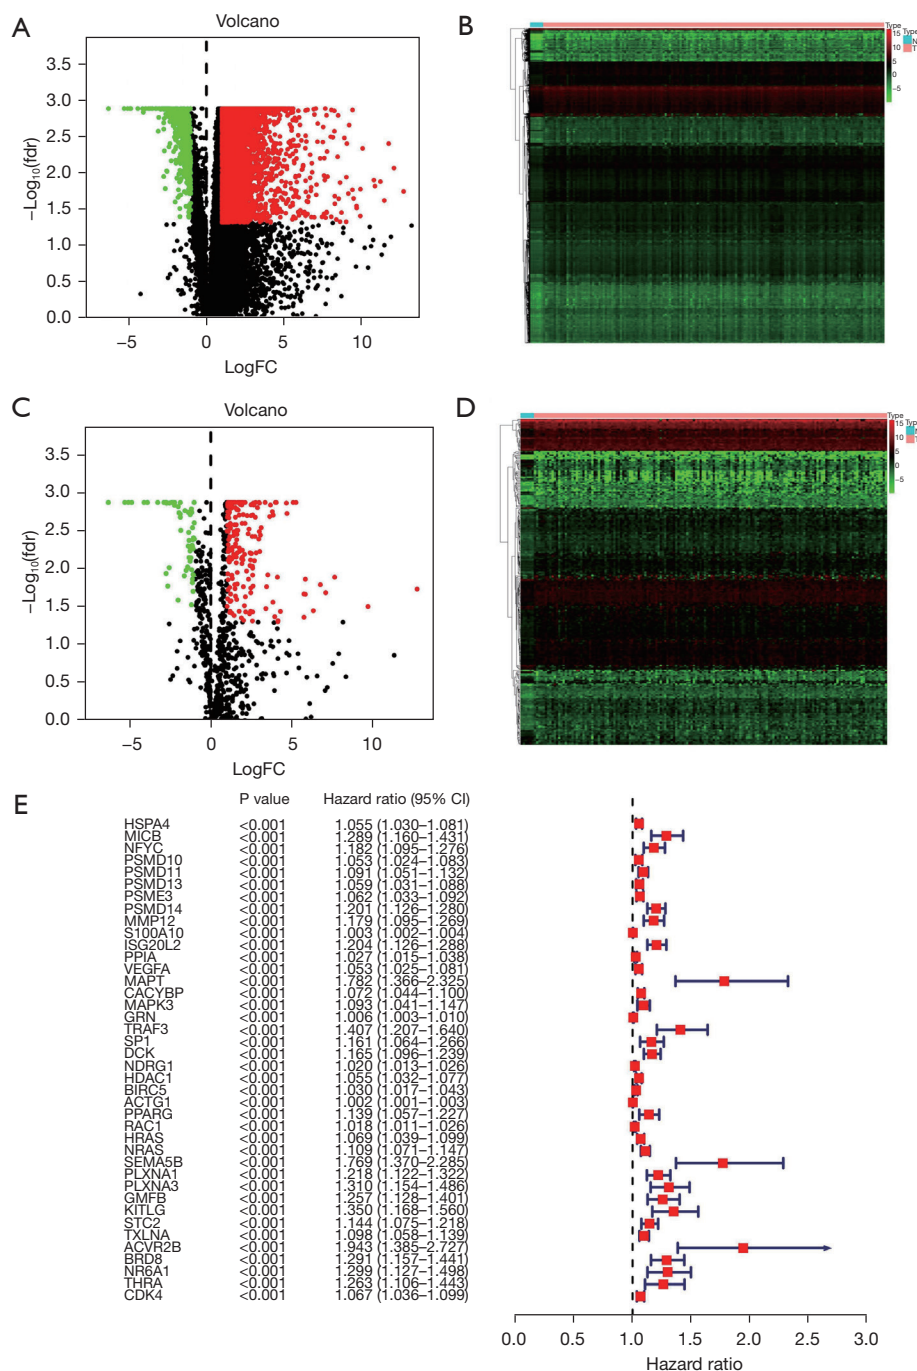 A
Volcano
3.5
3.0
2.5
2.0
1.5
1.0
0.5
0.0
−Log10(fdr)
−5 0 5 10
LogFC
B
Type
15
10
5
0
−5
Type
N
T
C
Volcano
3.5
3.0
2.5
2.0
1.5
1.0
0.5
0.0
−Log10(fdr)
−5 0 5 10
LogFC
D
Type
15
10
5
0
−5
Type
N
T
E
P value Hazard ratio (95% CI)
HSPA4 <0.001 1.055 (1.030–1.081)
MICB <0.001 1.289 (1.160–1.431)
NFYC <0.001 1.182 (1.095–1.276)
PSMD10 <0.001 1.053 (1.024–1.083)
PSMD11 <0.001 1.091 (1.051–1.132)
PSMD13 <0.001 1.059 (1.031–1.088)
PSME3 <0.001 1.062 (1.033–1.092)
PSMD14 <0.001 1.201 (1.126–1.280)
MMP12 <0.001 1.179 (1.095–1.269)
S100A10 <0.001 1.003 (1.002–1.004)
ISG20L2 <0.001 1.204 (1.126–1.288)
PPIA <0.001 1.027 (1.015–1.038)
VEGFA <0.001 1.053 (1.025–1.081)
MAPT <0.001 1.782 (1.366–2.325)
CACYBP <0.001 1.072 (1.044–1.100)
MAPK3 <0.001 1.093 (1.041–1.147)
GRN <0.001 1.006 (1.003–1.010)
TRAF3 <0.001 1.407 (1.207–1.640)
SP1 <0.001 1.161 (1.064–1.266)
DCK <0.001 1.165 (1.096–1.239)
NDRG1 <0.001 1.020 (1.013–1.026)
HDAC1 <0.001 1.055 (1.032–1.077)
BIRC5 <0.001 1.030 (1.017–1.043)
ACTG1 <0.001 1.002 (1.001–1.003)
PPARG <0.001 1.139 (1.057–1.227)
RAC1 <0.001 1.018 (1.011–1.026)
HRAS <0.001 1.069 (1.039–1.099)
NRAS <0.001 1.109 (1.071–1.147)
SEMA5B <0.001 1.769 (1.370–2.285)
PLXNA1 <0.001 1.218 (1.122–1.322)
PLXNA3 <0.001 1.310 (1.154–1.486)
GMFB <0.001 1.257 (1.128–1.401)
KITLG <0.001 1.350 (1.168–1.560)
STC2 <0.001 1.144 (1.075–1.218)
TXLNA <0.001 1.098 (1.058–1.139)
ACVR2B <0.001 1.943 (1.385–2.727)
BRD8 <0.001 1.291 (1.157–1.441)
NR6A1 <0.001 1.299 (1.127–1.498)
THRA <0.001 1.263 (1.106–1.443)
CDK4 <0.001 1.067 (1.036–1.099)
0.0 0.5 1.0 1.5 2.0 2.5 3.0
Hazard ratio